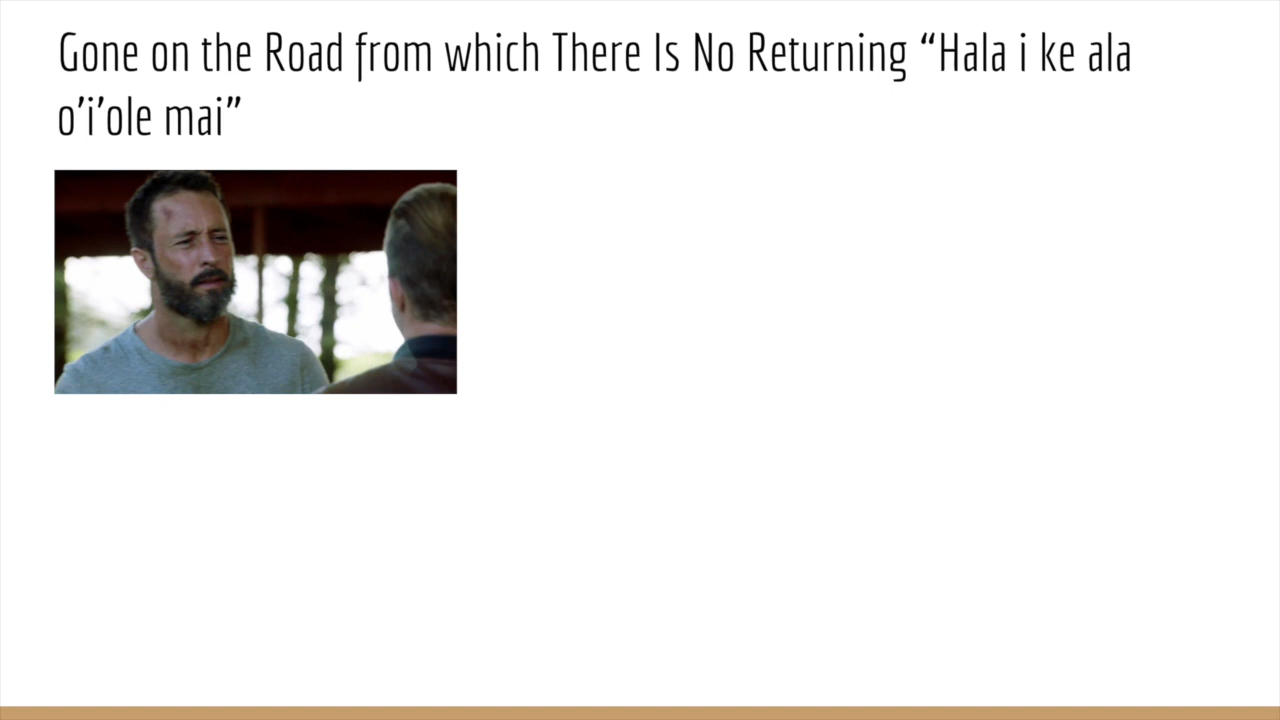 Gone on the Road from which There Is No Returning “Hala i ke ala
o’i’ole mai”